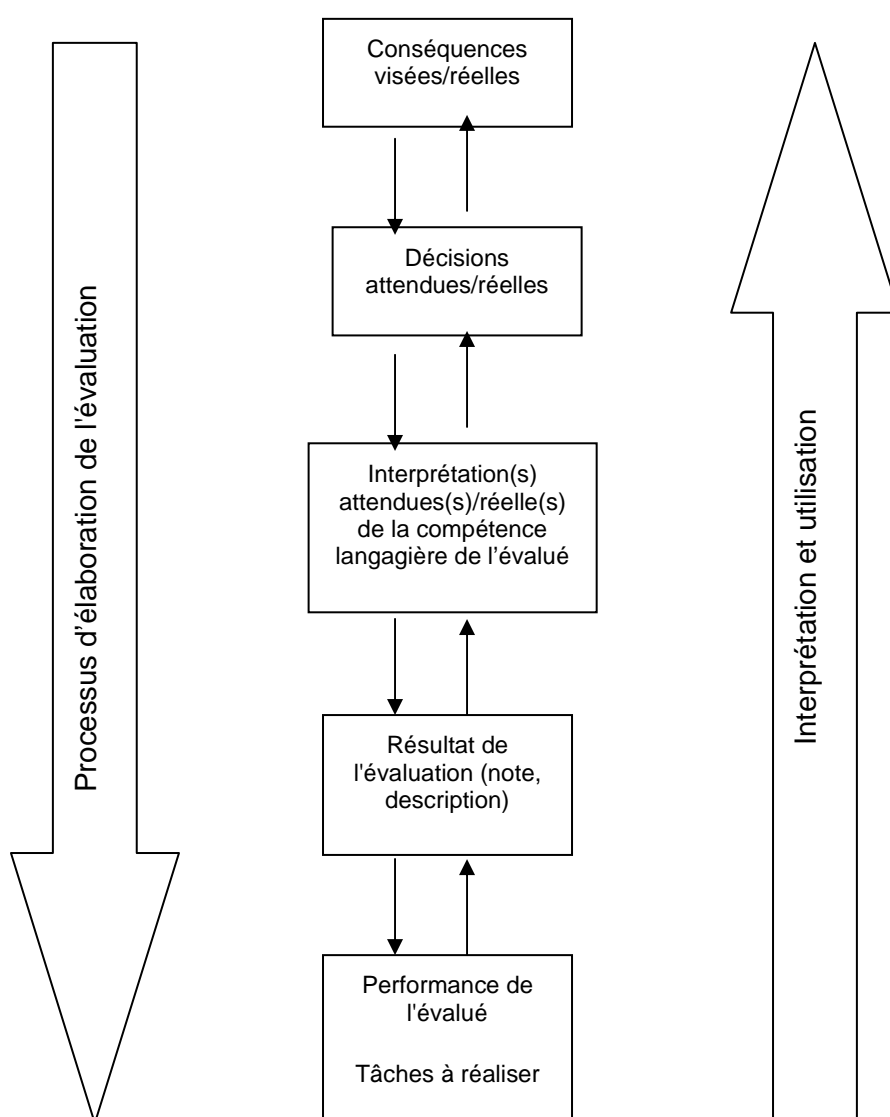 Conséquences
visées/réelles
Décisions
attendues/réelles
Interprétation(s)
attendues(s)/réelle(s)
de la compétence
langagière de l’évalué
Résultat de
l'évaluation (note,
description)
Performance de
l'évalué
Tâches à réaliser
Processus d’élaboration de l'évaluation
Interprétation et utilisation